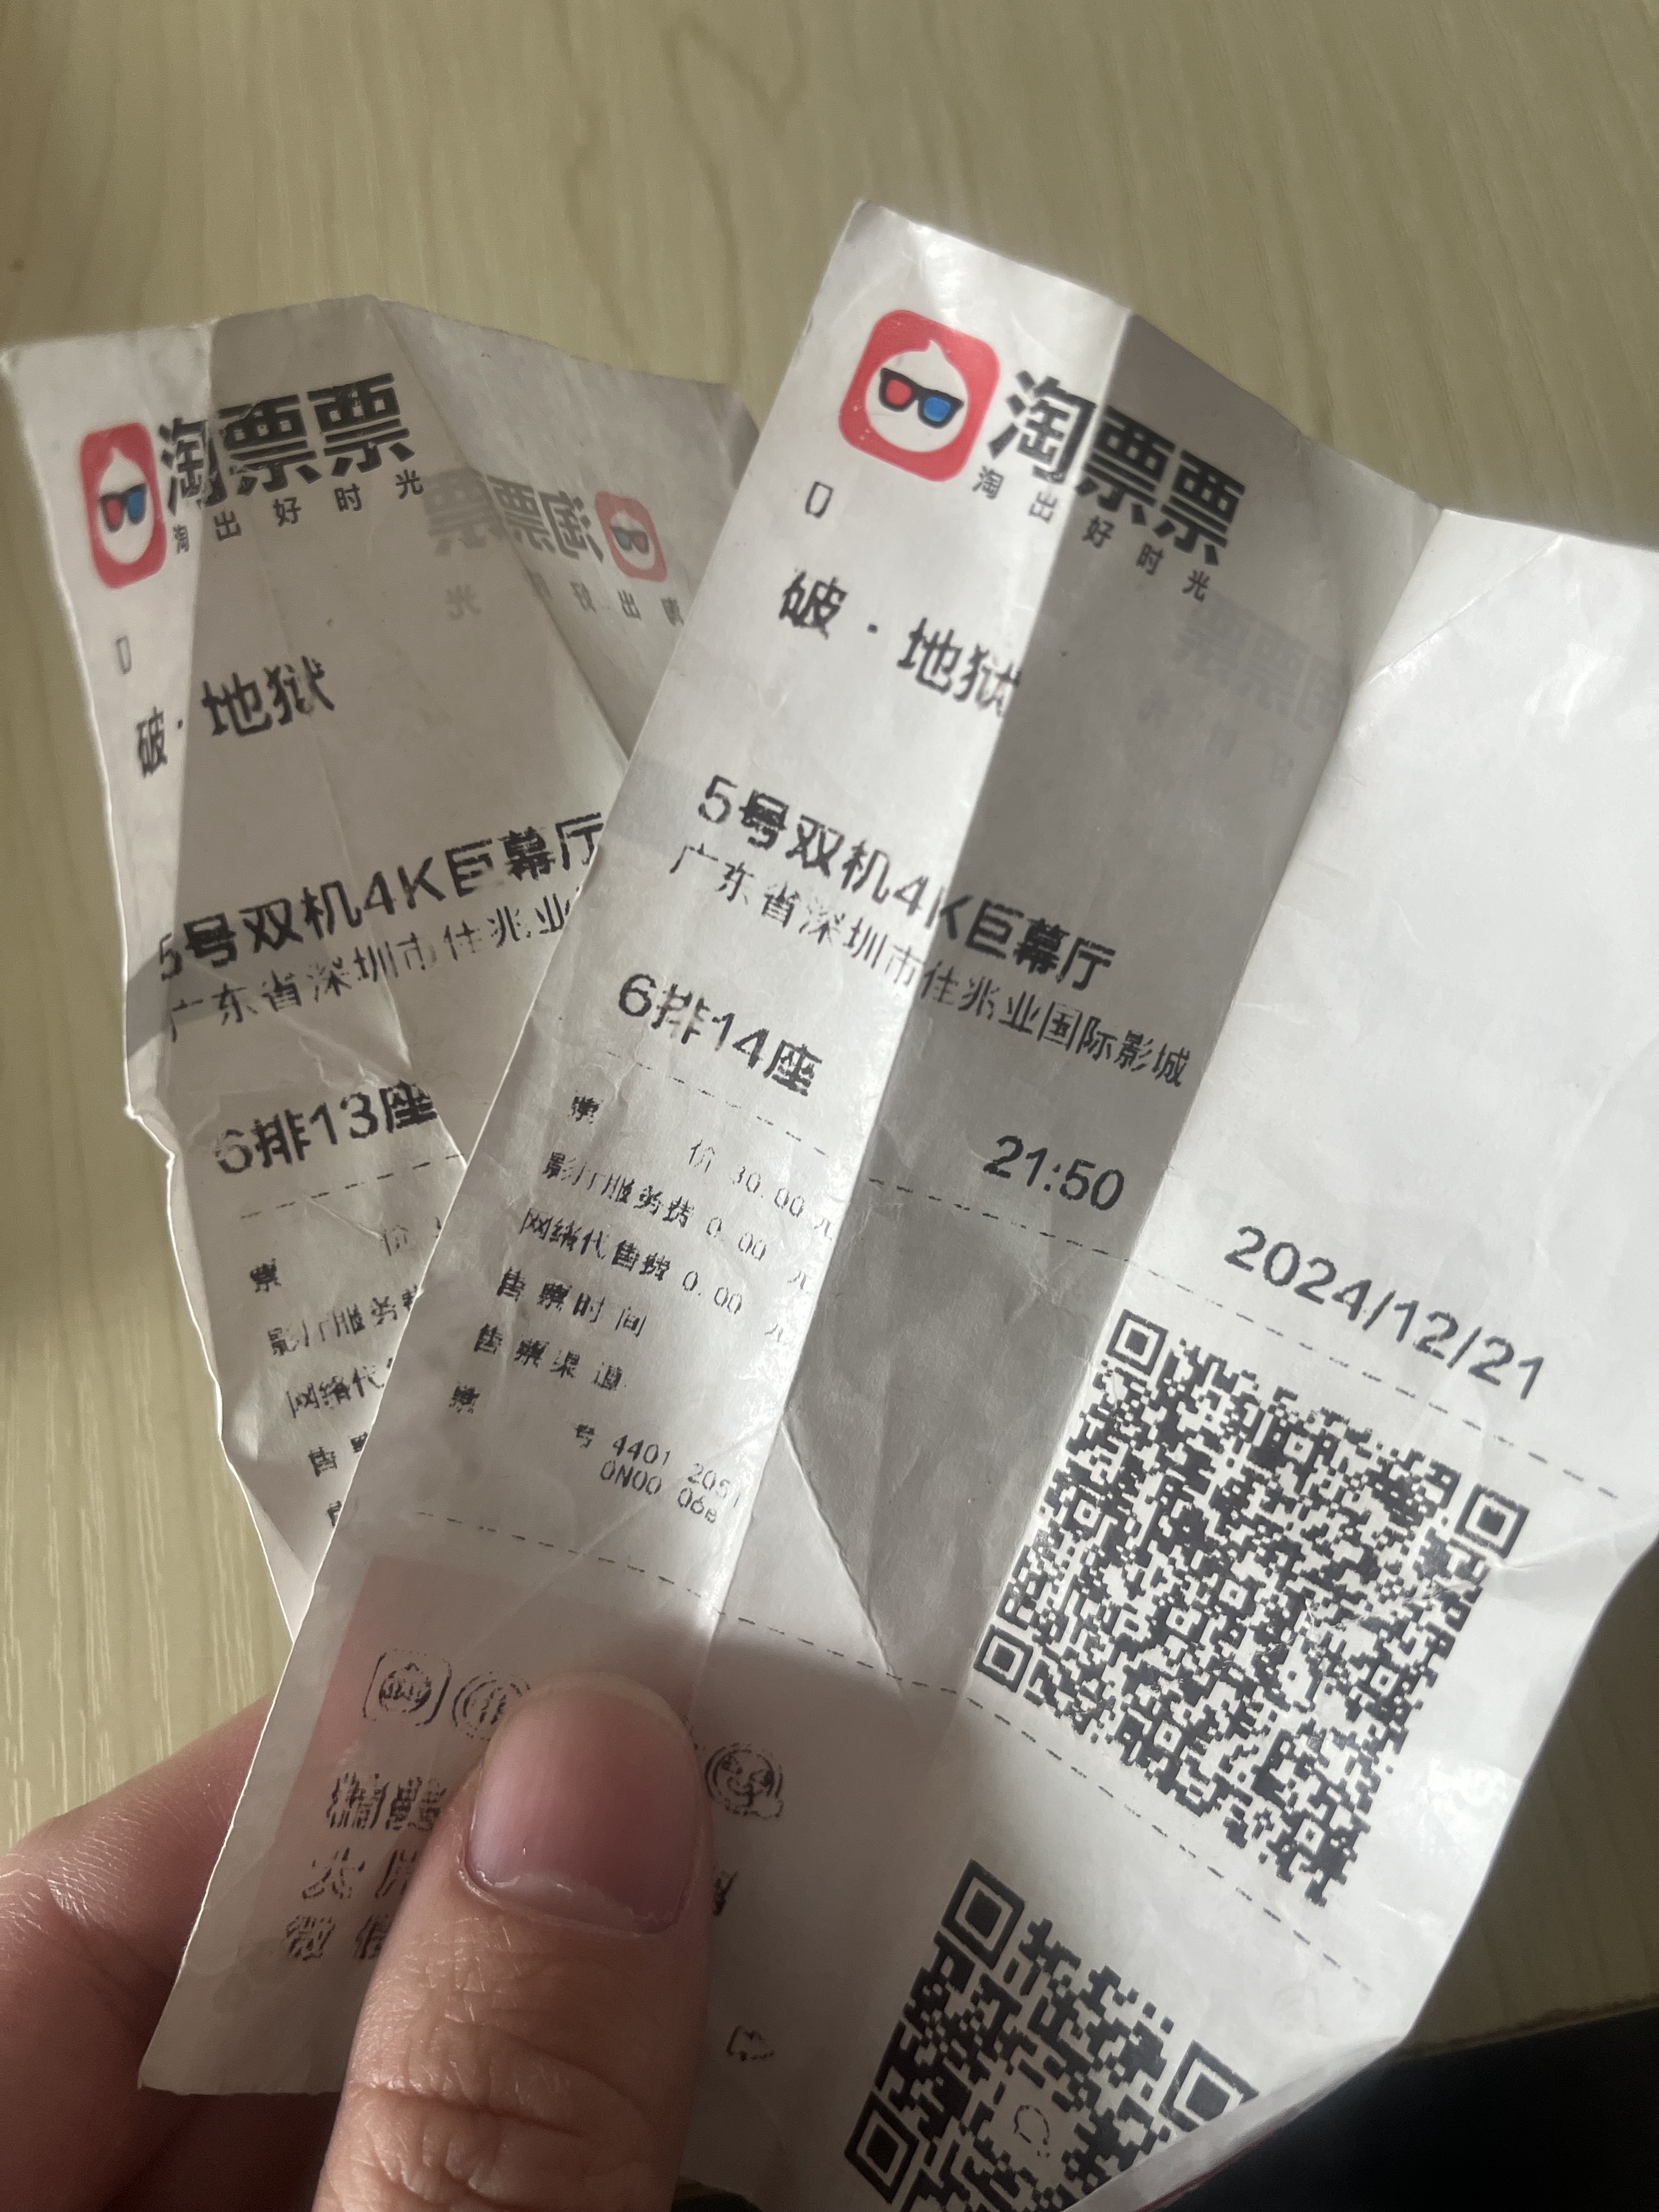 淘票票
淘出好时光
破·地狱
5号双机4K巨幕厅
广东省深圳市佳兆业
6排13座
票 价
影厅服务
网络代
售
淘票票
淘出好时光
破·地狱
5号双机4K巨幕厅
广东省深圳市佳兆业国际影城
6排14座 21:50 2024/12/21
票 价 30.00元
影厅服务费 0.00 元
网络代售费 0.00 元
售票时间
售票渠道
票 号 4401 2051
0N00 06e
微信